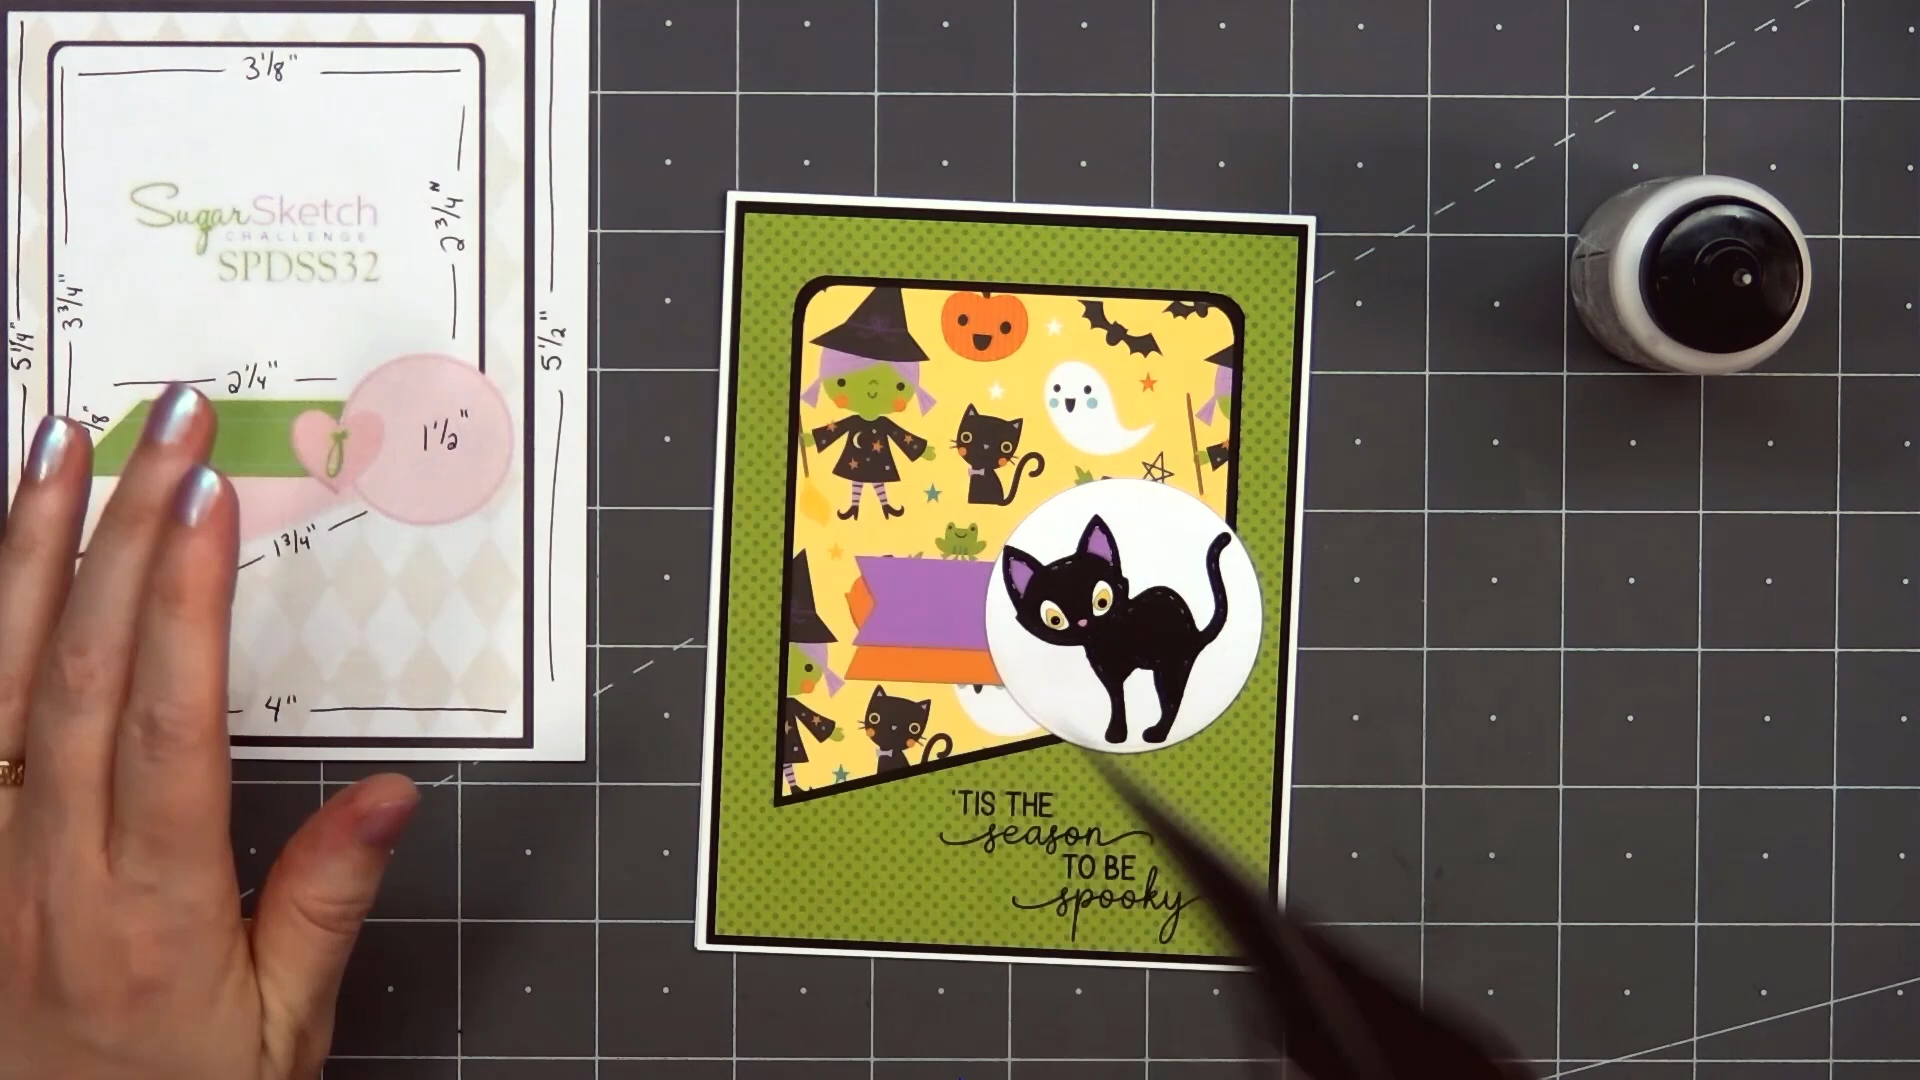 3 1/8"
Sugar Sketch
CHALLENGE
SPDSS32
2 3/4"
3 3/4"
5 1/4"
5 1/2"
2 1/4"
1 1/2"
1 3/4"
4"
'TIS THE
season
TO BE
spooky